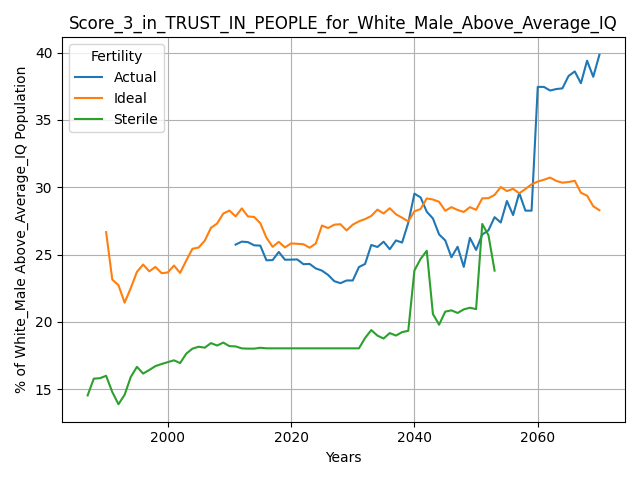 Score_3_in_TRUST_IN_PEOPLE_for_White_Male_Above_Average_IQ
% of White_Male Above_Average_IQ Population
Fertility
Actual
Ideal
Sterile
40
35
30
25
20
15
2000
2020
2040
2060
Years